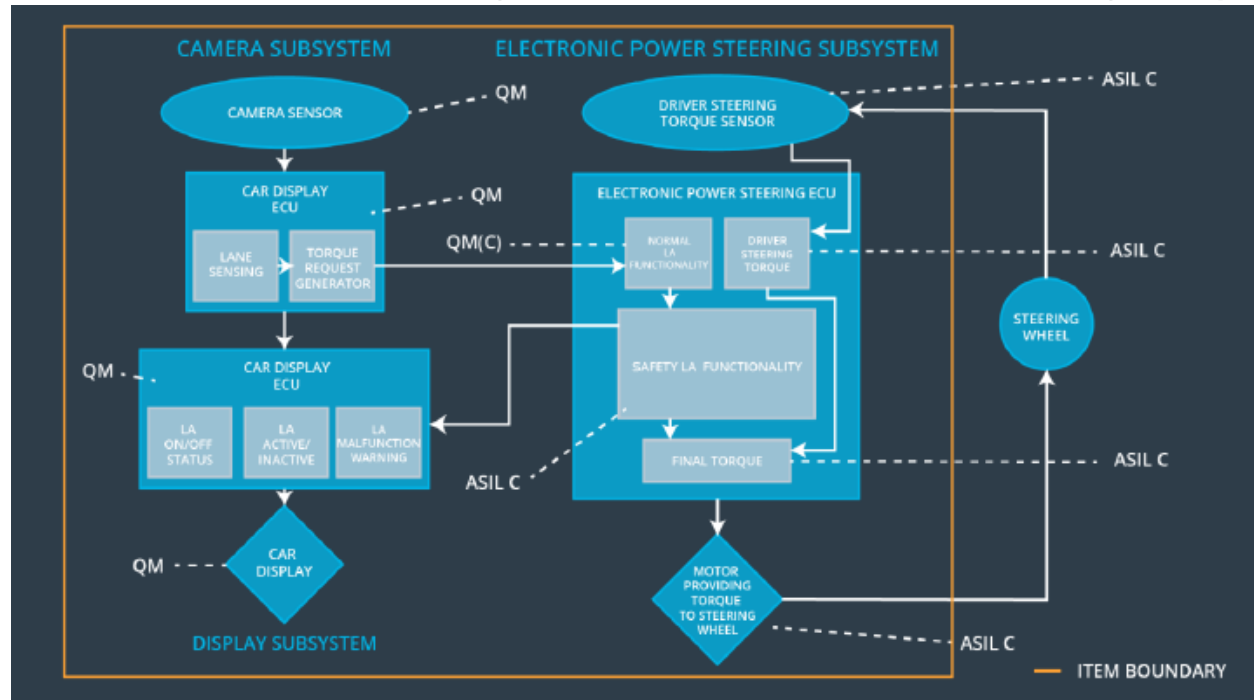 CAMERA SUBSYSTEM
ELECTRONIC POWER STEERING SUBSYSTEM
CAMERA SENSOR
QM
DRIVER STEERING
TORQUE SENSOR
ASIL C
CAR DISPLAY
ECU
QM
LANE
SENSING
TORQUE
REQUEST
GENERATOR
ELECTRONIC POWER STEERING ECU
QM(C)
NORMAL
LA
FUNCTIONALITY
DRIVER
STEERING
TORQUE
ASIL C
STEERING
WHEEL
SAFETY LA FUNCTIONALITY
QM
CAR DISPLAY
ECU
LA
ON/OFF
STATUS
LA
ACTIVE/
INACTIVE
LA
MALFUNCTION
WARNING
ASIL C
FINAL TORQUE
ASIL C
QM
CAR
DISPLAY
MOTOR
PROVIDING
TORQUE
TO STEERING
WHEEL
DISPLAY SUBSYSTEM
ASIL C
ITEM BOUNDARY